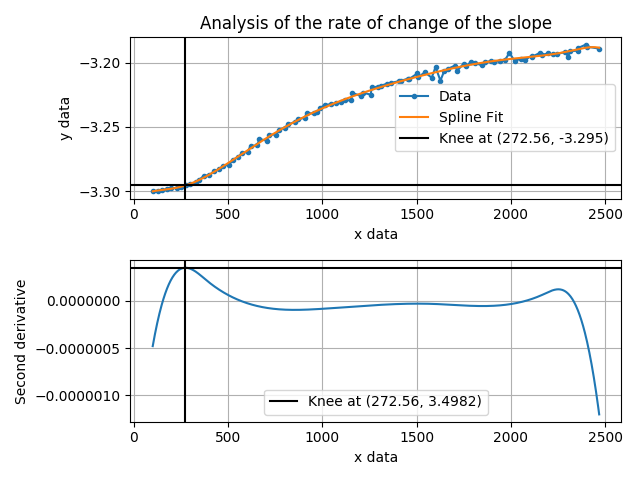 Analysis of the rate of change of the slope
y data
−3.20
−3.25
−3.30
Data
Spline Fit
Knee at (272.56, -3.295)
0 500 1000 1500 2000 2500
x data
Second derivative
0.0000000
−0.0000005
−0.0000010
Knee at (272.56, 3.4982)
0 500 1000 1500 2000 2500
x data